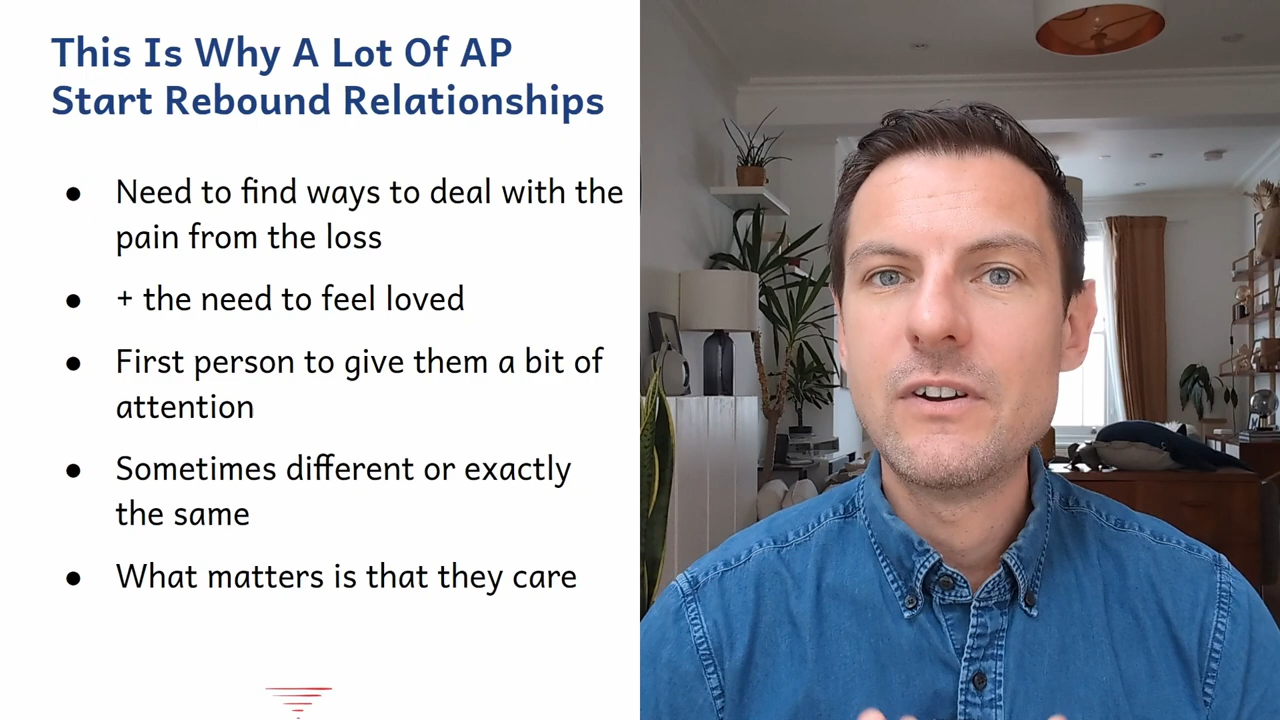 This Is Why A Lot Of AP
Start Rebound Relationships
● Need to find ways to deal with the
pain from the loss
● + the need to feel loved
● First person to give them a bit of
attention
● Sometimes different or exactly
the same
● What matters is that they care